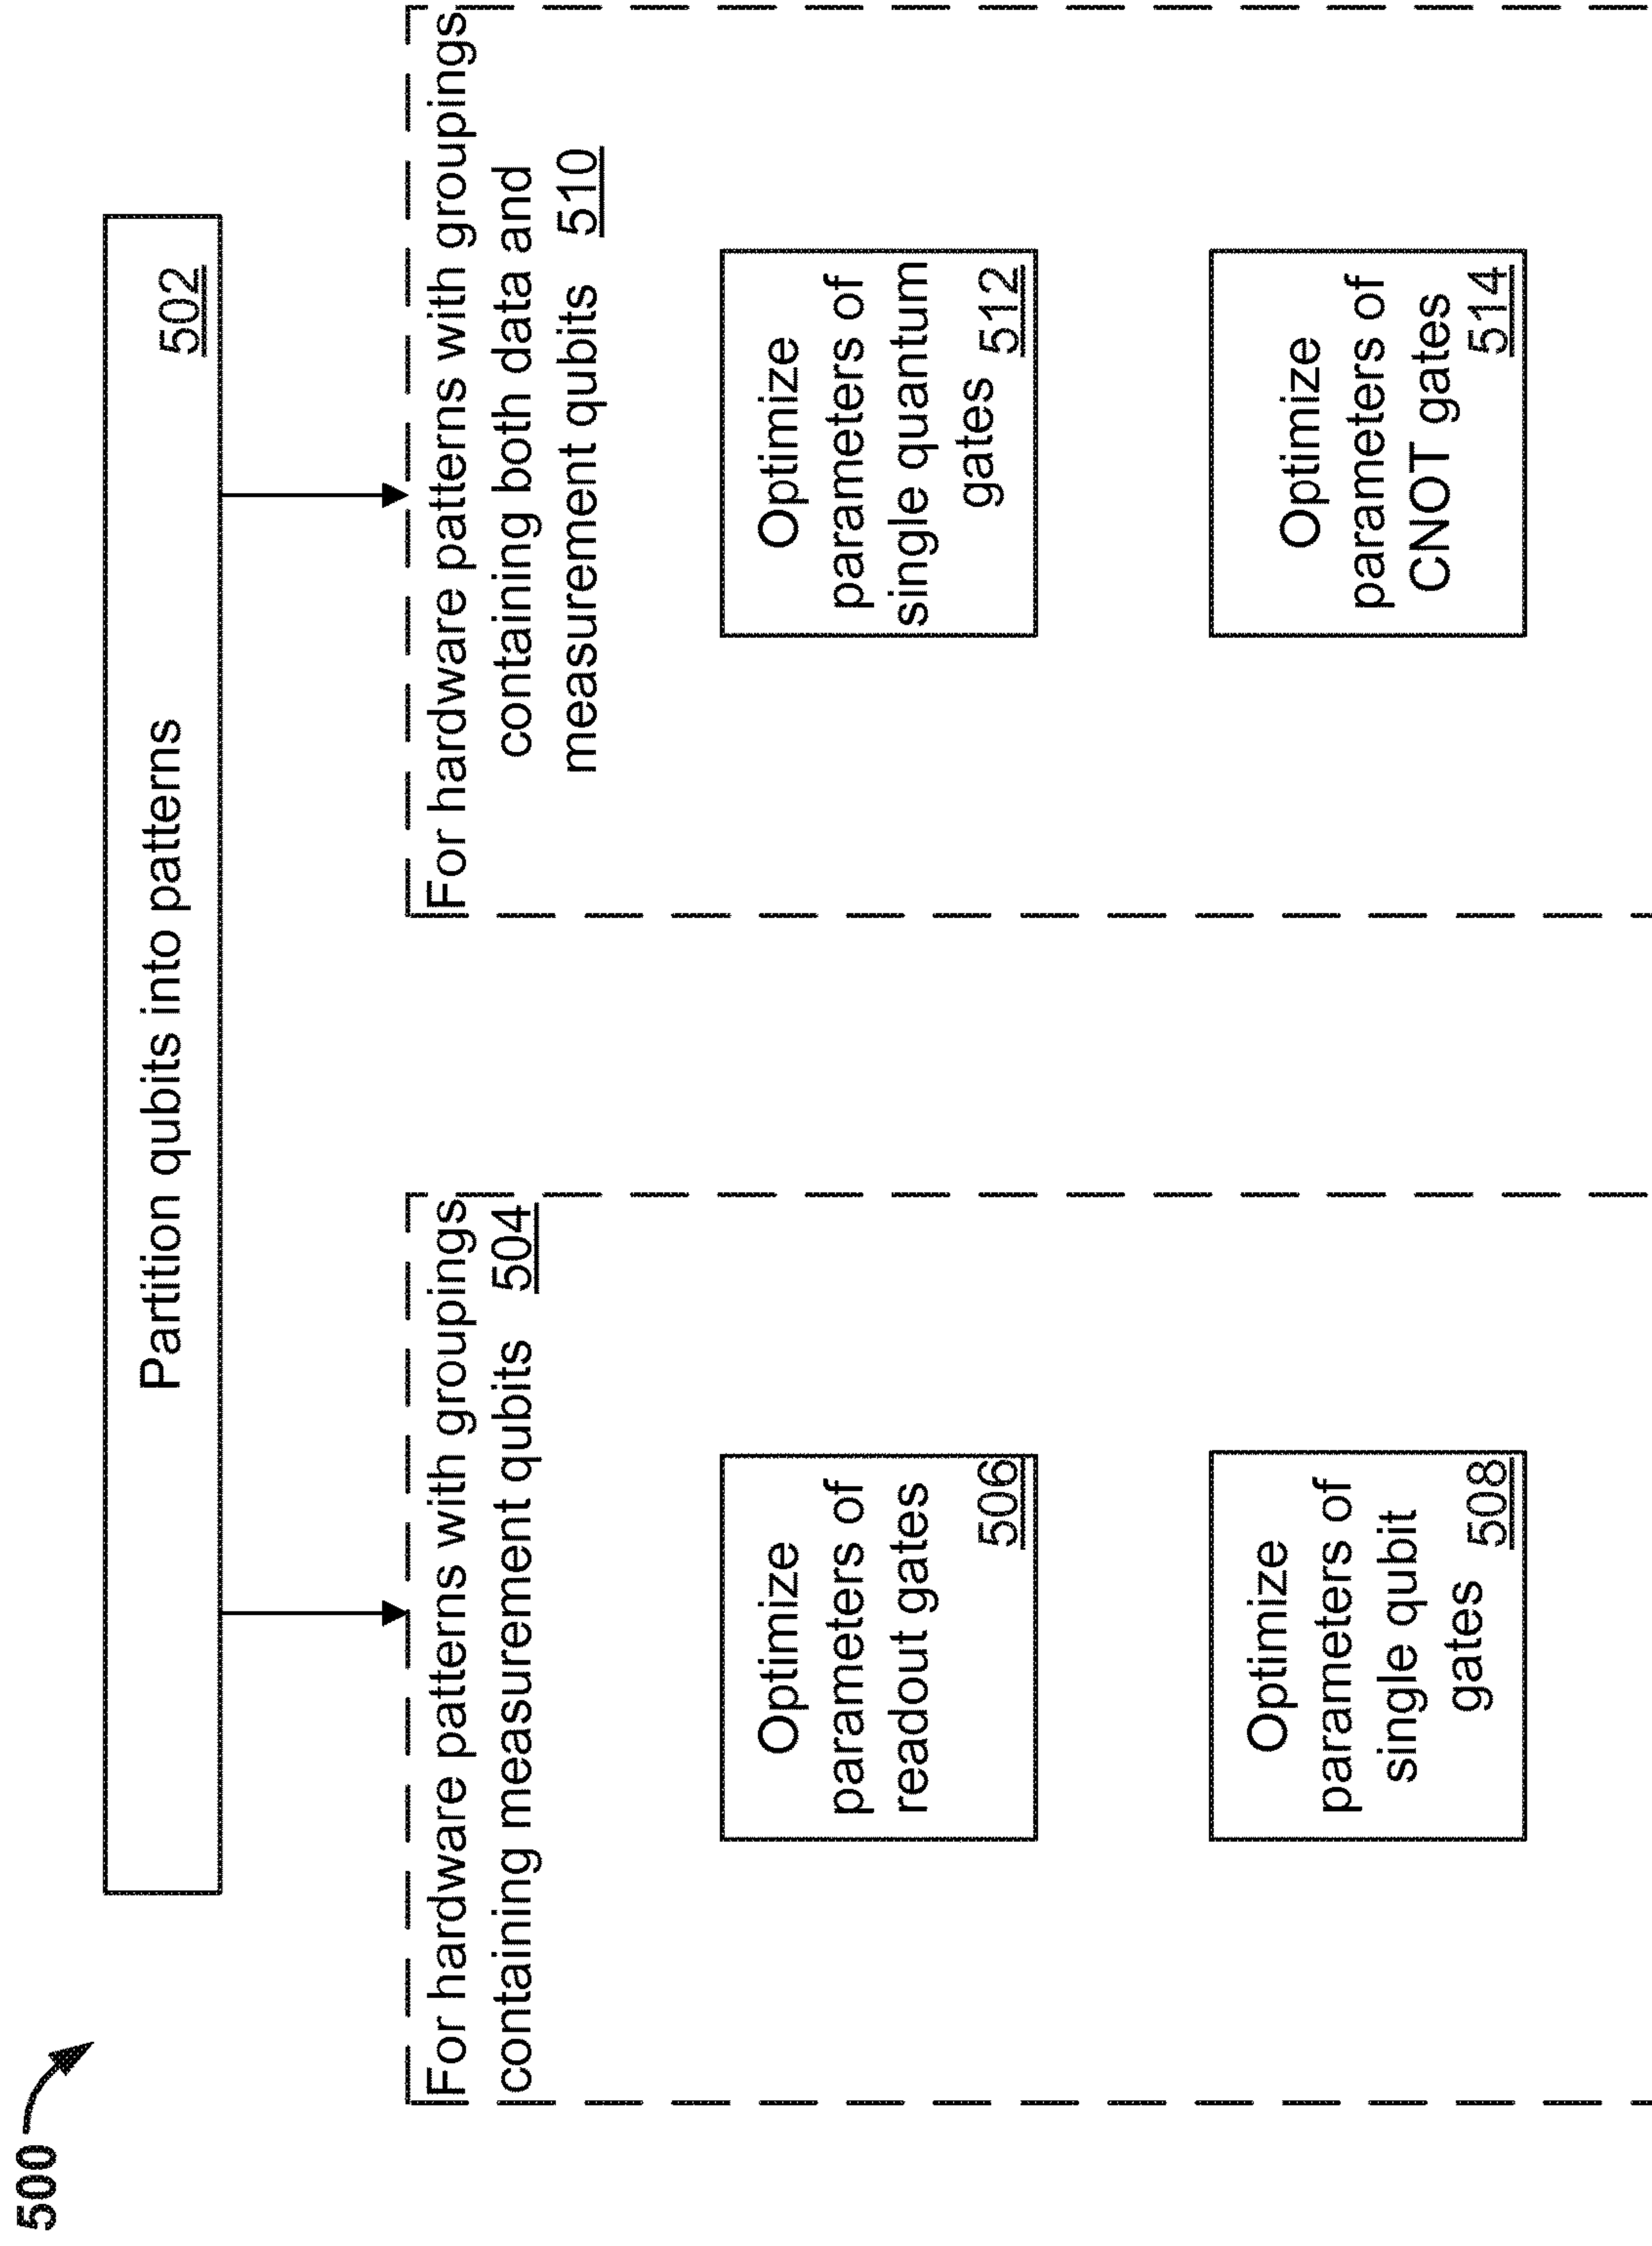 500
Partition qubits into patterns
502
For hardware patterns with groupings
containing measurement qubits 504
Optimize
parameters of
readout gates
506
Optimize
parameters of
single qubit
gates 508
For hardware patterns with groupings
containing both data and
measurement qubits 510
Optimize
parameters of
single quantum
gates 512
Optimize
parameters of
CNOT gates
514